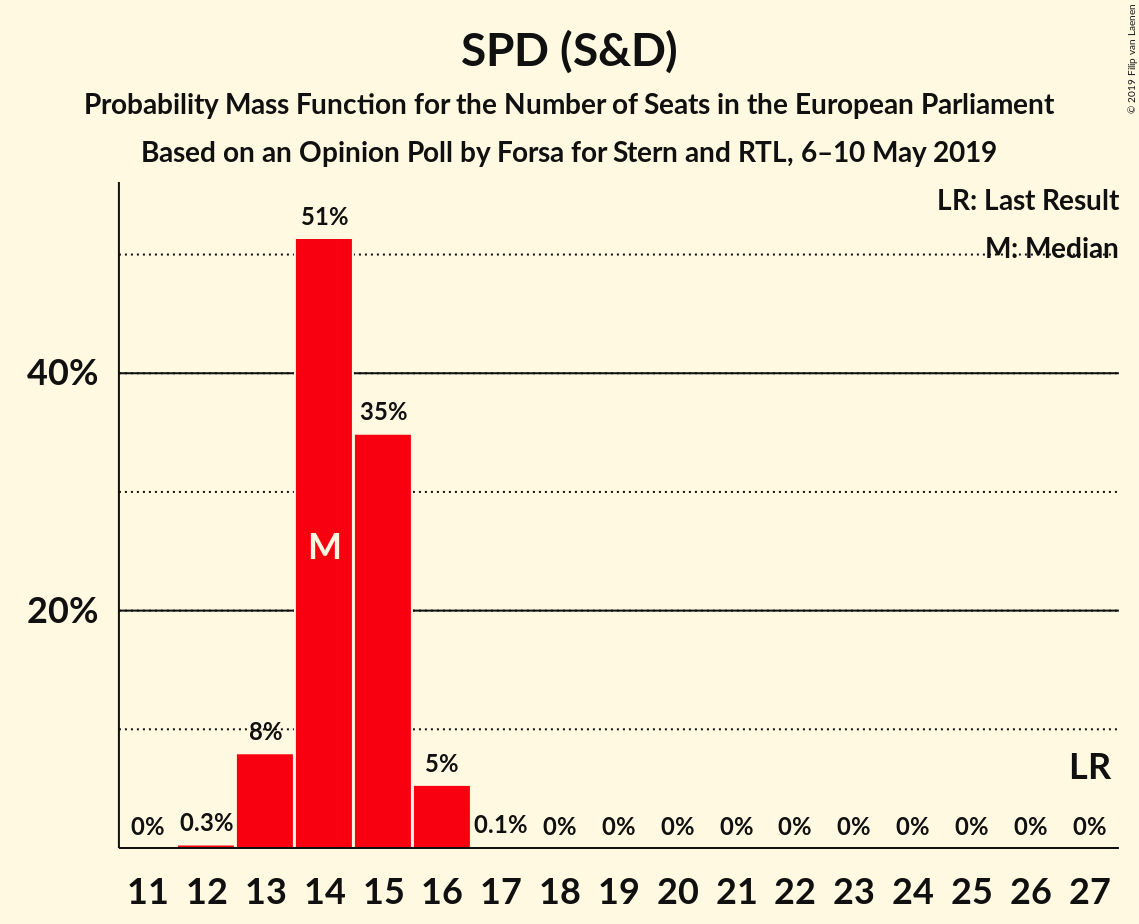 SPD (S&D)
Probability Mass Function for the Number of Seats in the European Parliament
Based on an Opinion Poll by Forsa for Stern and RTL, 6–10 May 2019
© 2019 Filip van Laenen
LR: Last Result
M: Median
51%
40%
35%
M
20%
8%
5%
LR
0% 0.3% 0.1% 0% 0% 0% 0% 0% 0% 0% 0% 0% 0%
11 12 13 14 15 16 17 18 19 20 21 22 23 24 25 26 27